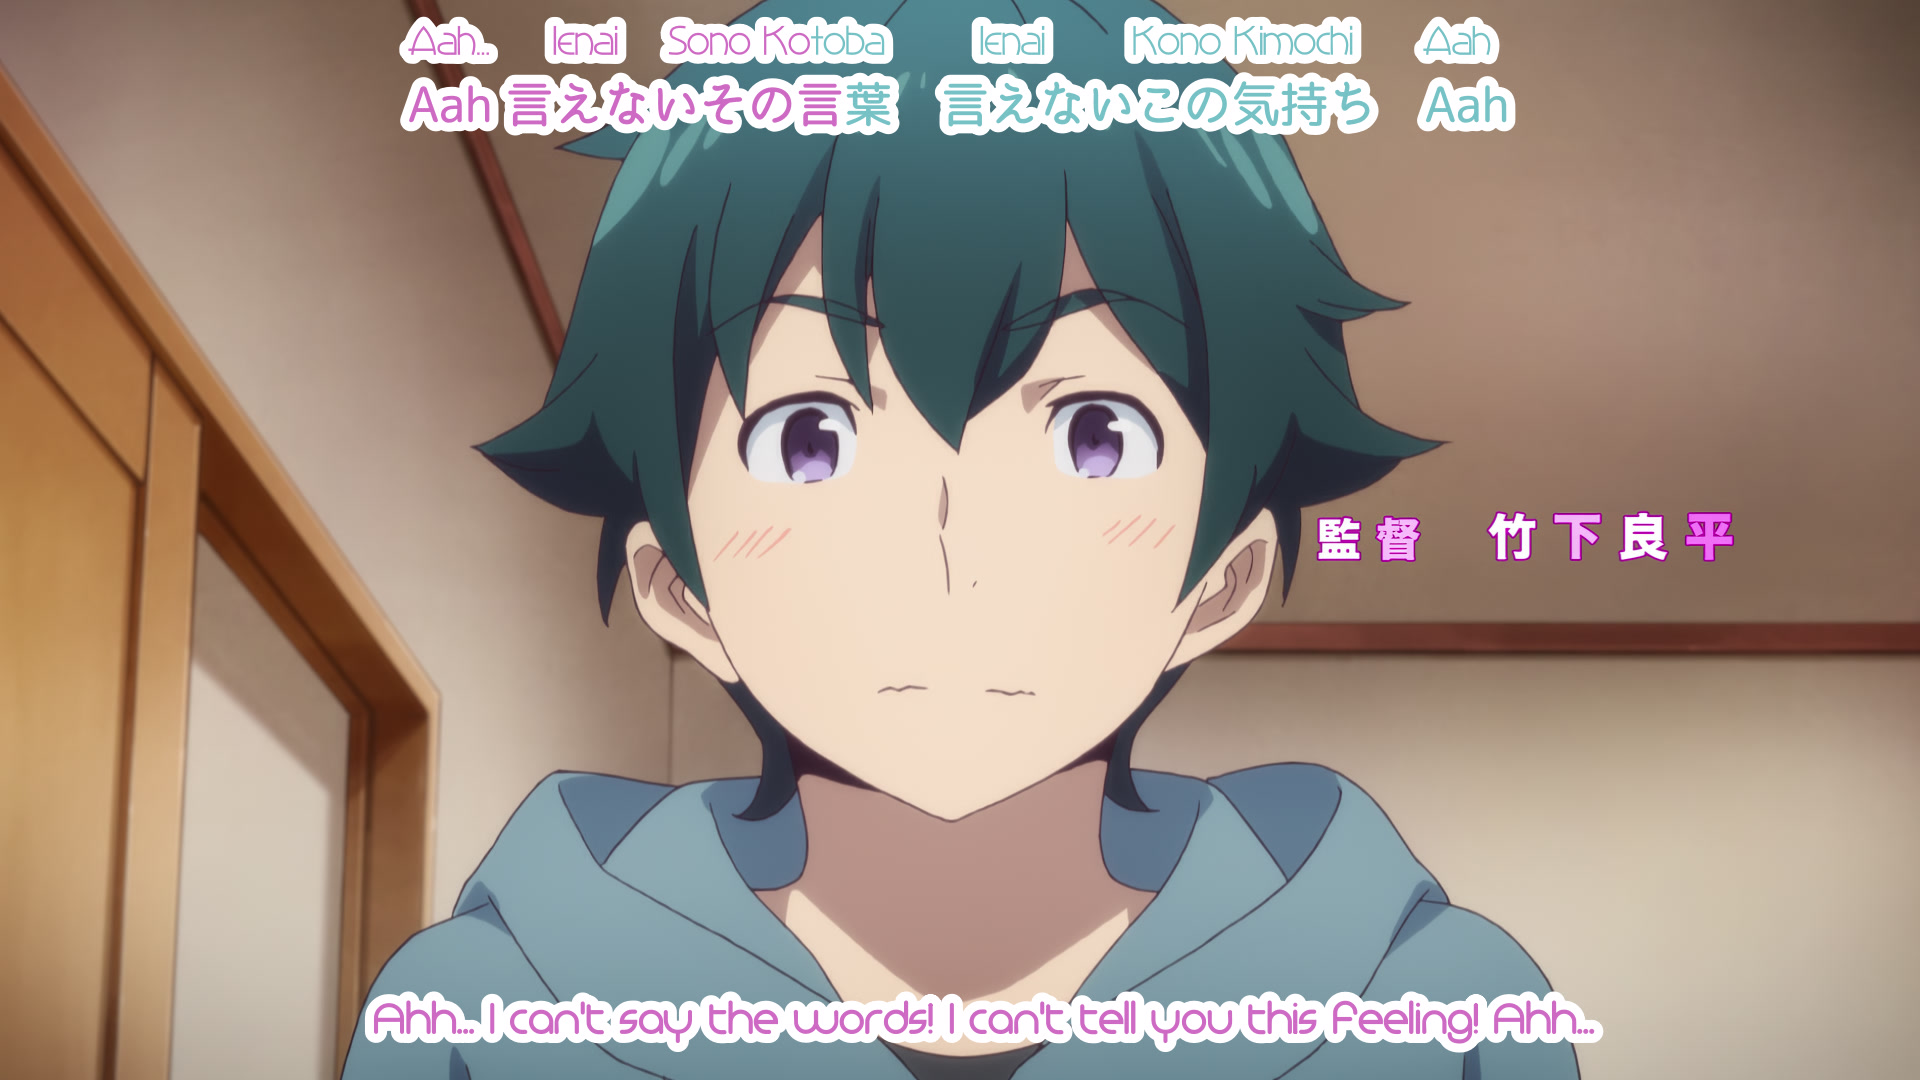 Aah... Ienai Sono Kotoba Ienai Kono Kimochi Aah
Aah 言えないその言葉 言えないこの気持ち Aah
監督 竹下良平
Ahh... I can't say the words! I can't tell you this feeling! Ahh...